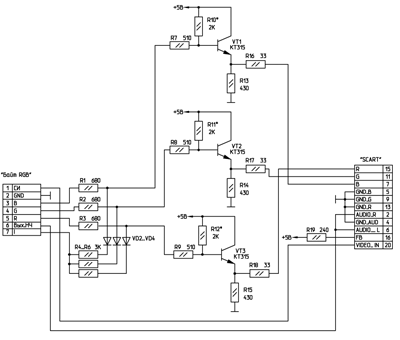 +5В
R10*
2K
R7 510
VT1
КТ315
R16 33
R13
430
+5В
R11*
2K
R8 510
VT2
КТ315
R17 33
R14
430
"Байт RGB"
1 СИ
2 GND
3 B
4 G
5 R
6 Вых.НЧ
7 I
R1 680
R2 680
R3 680
R4..R6 3K
VD2..VD4
+5В
R12*
2K
R9 510
VT3
КТ315
R18 33
R15
430
+5В
R19 240
"SCART"
R 15
G 11
B 7
GND_B 5
GND_G 9
GND_R 13
AUDIO_R 2
GND_AUD 4
AUDIO_L 6
FB 16
VIDEO_IN 20